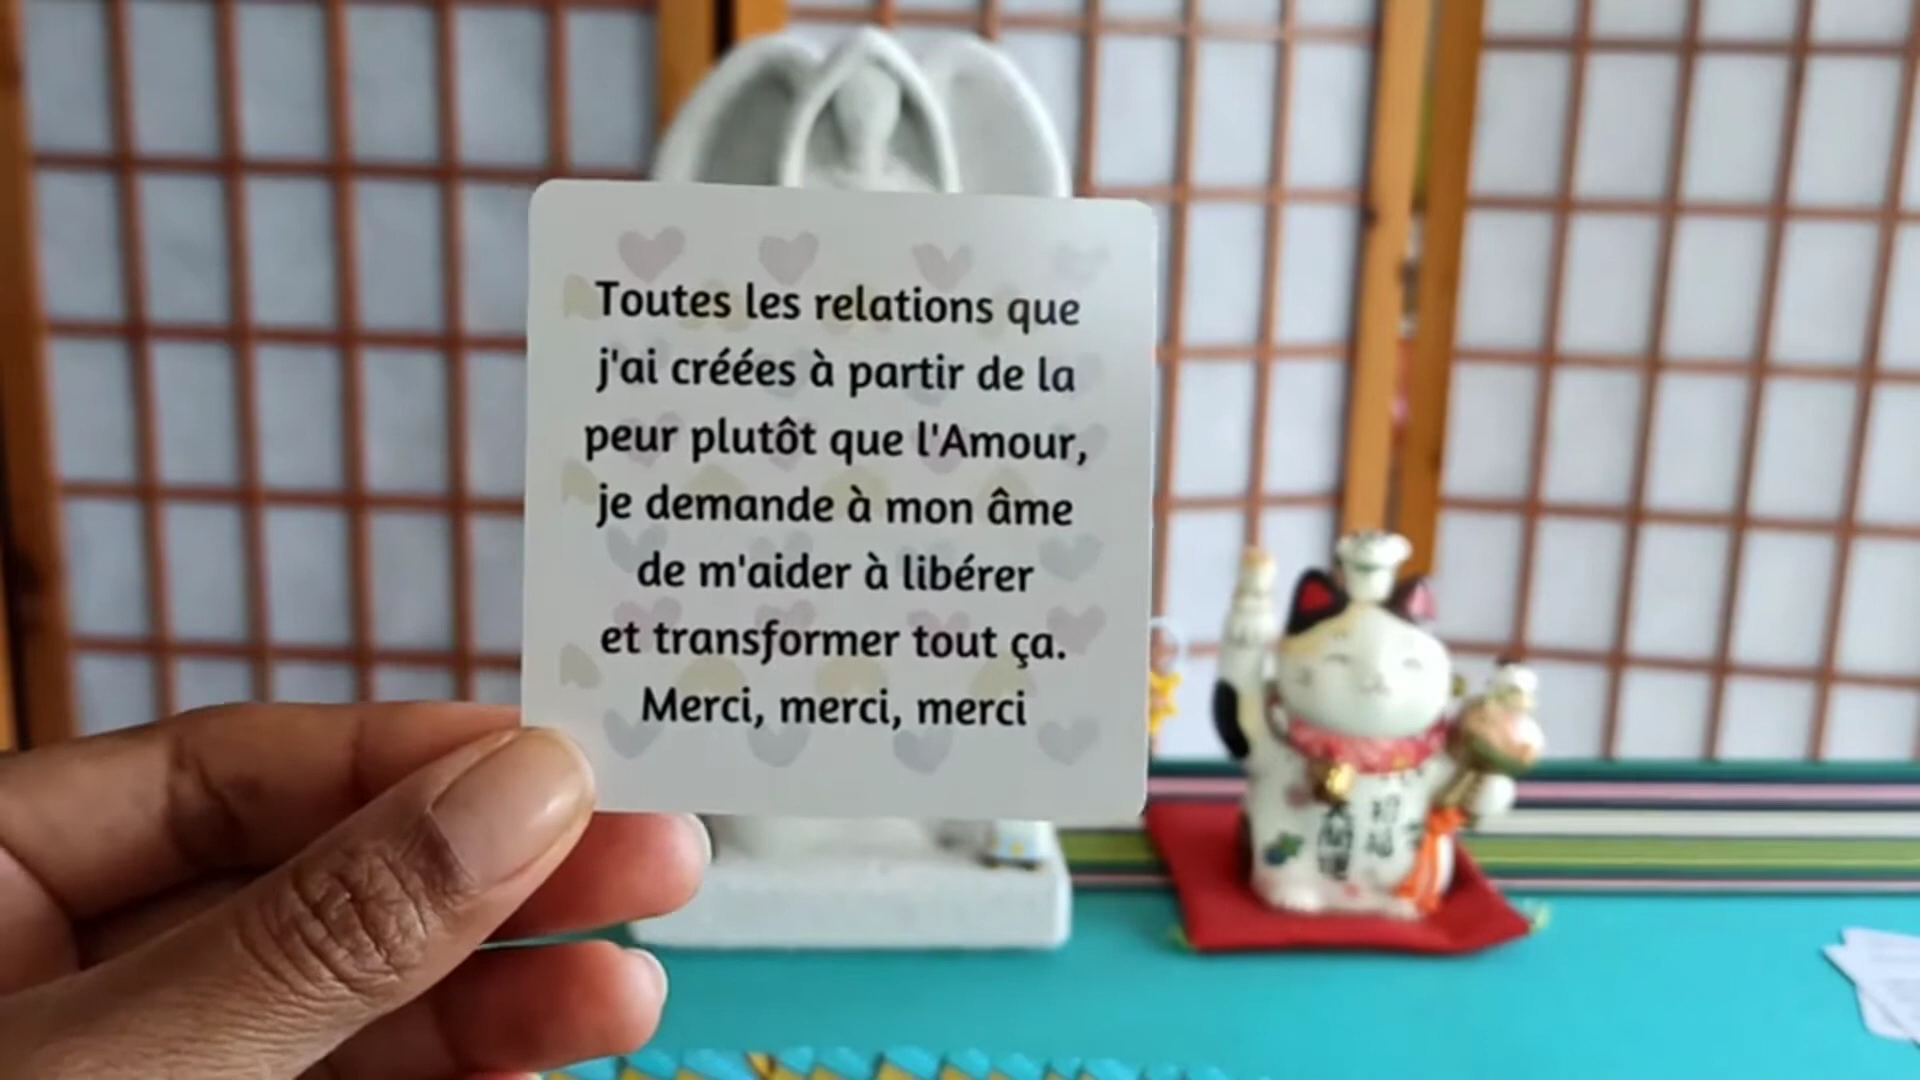 Toutes les relations que
j'ai créées à partir de la
peur plutôt que l'Amour,
je demande à mon âme
de m'aider à libérer
et transformer tout ça.
Merci, merci, merci